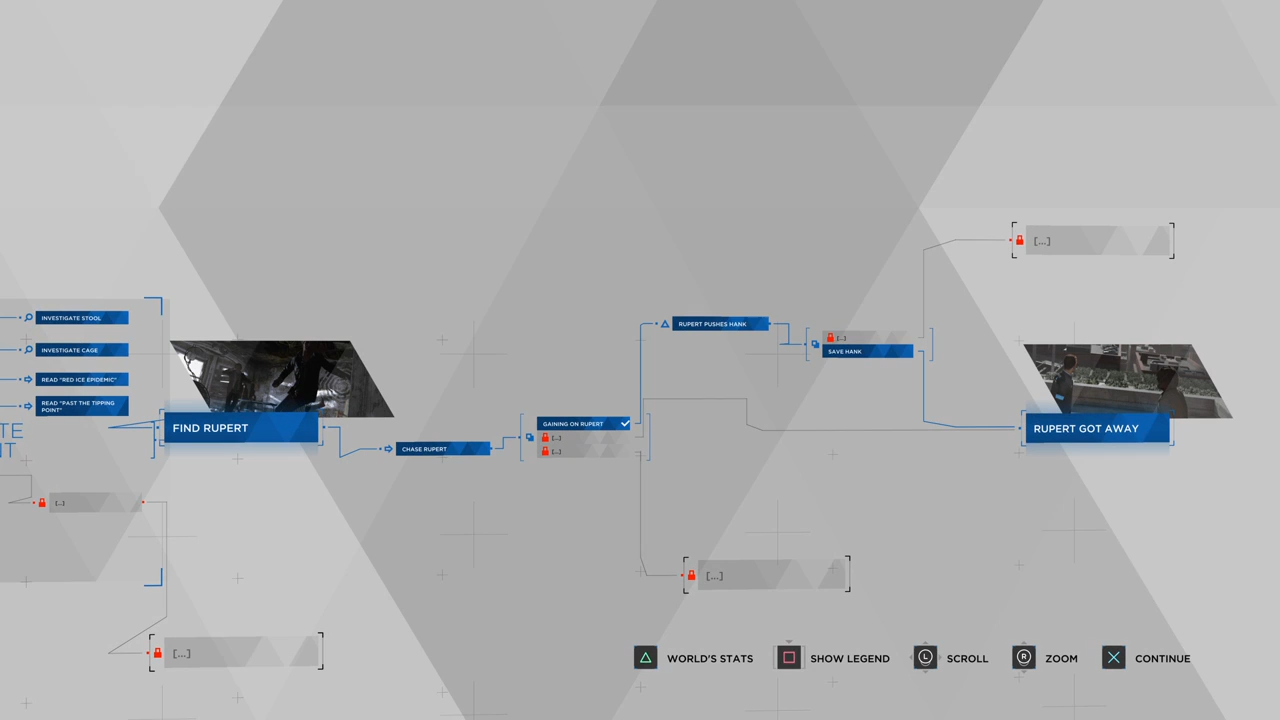 [...]
INVESTIGATE STOOL
RUPERT PUSHES HANK
[...]
SAVE HANK
INVESTIGATE CAGE
READ "RED ICE EPIDEMIC"
READ "PAST THE TIPPING
POINT"
TE
IT
FIND RUPERT
GAINING ON RUPERT
[...]
[...]
CHASE RUPERT
RUPERT GOT AWAY
[...]
[...]
[...]
WORLD'S STATS
SHOW LEGEND
L
SCROLL
R
ZOOM
CONTINUE